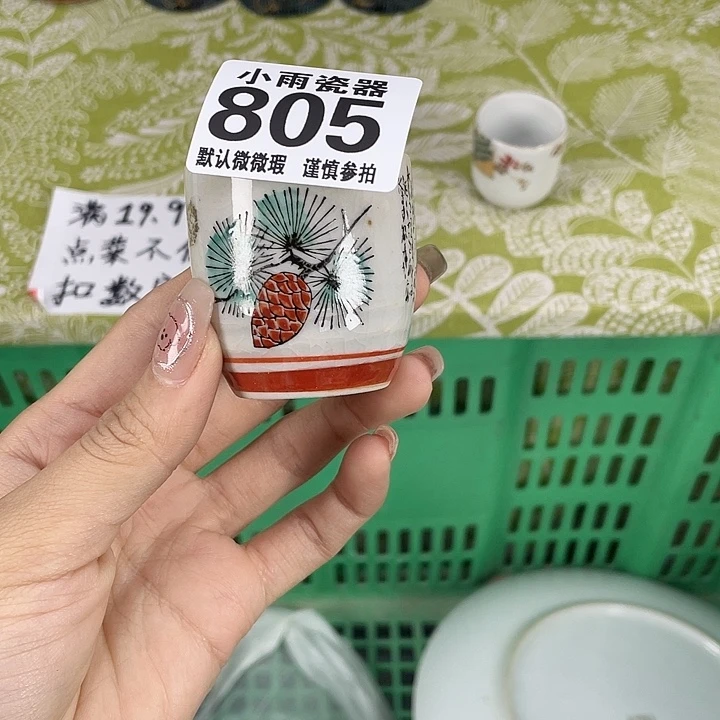 小雨瓷器
805
默认微微瑕 谨慎参拍
满19.9
点菜不
扣数